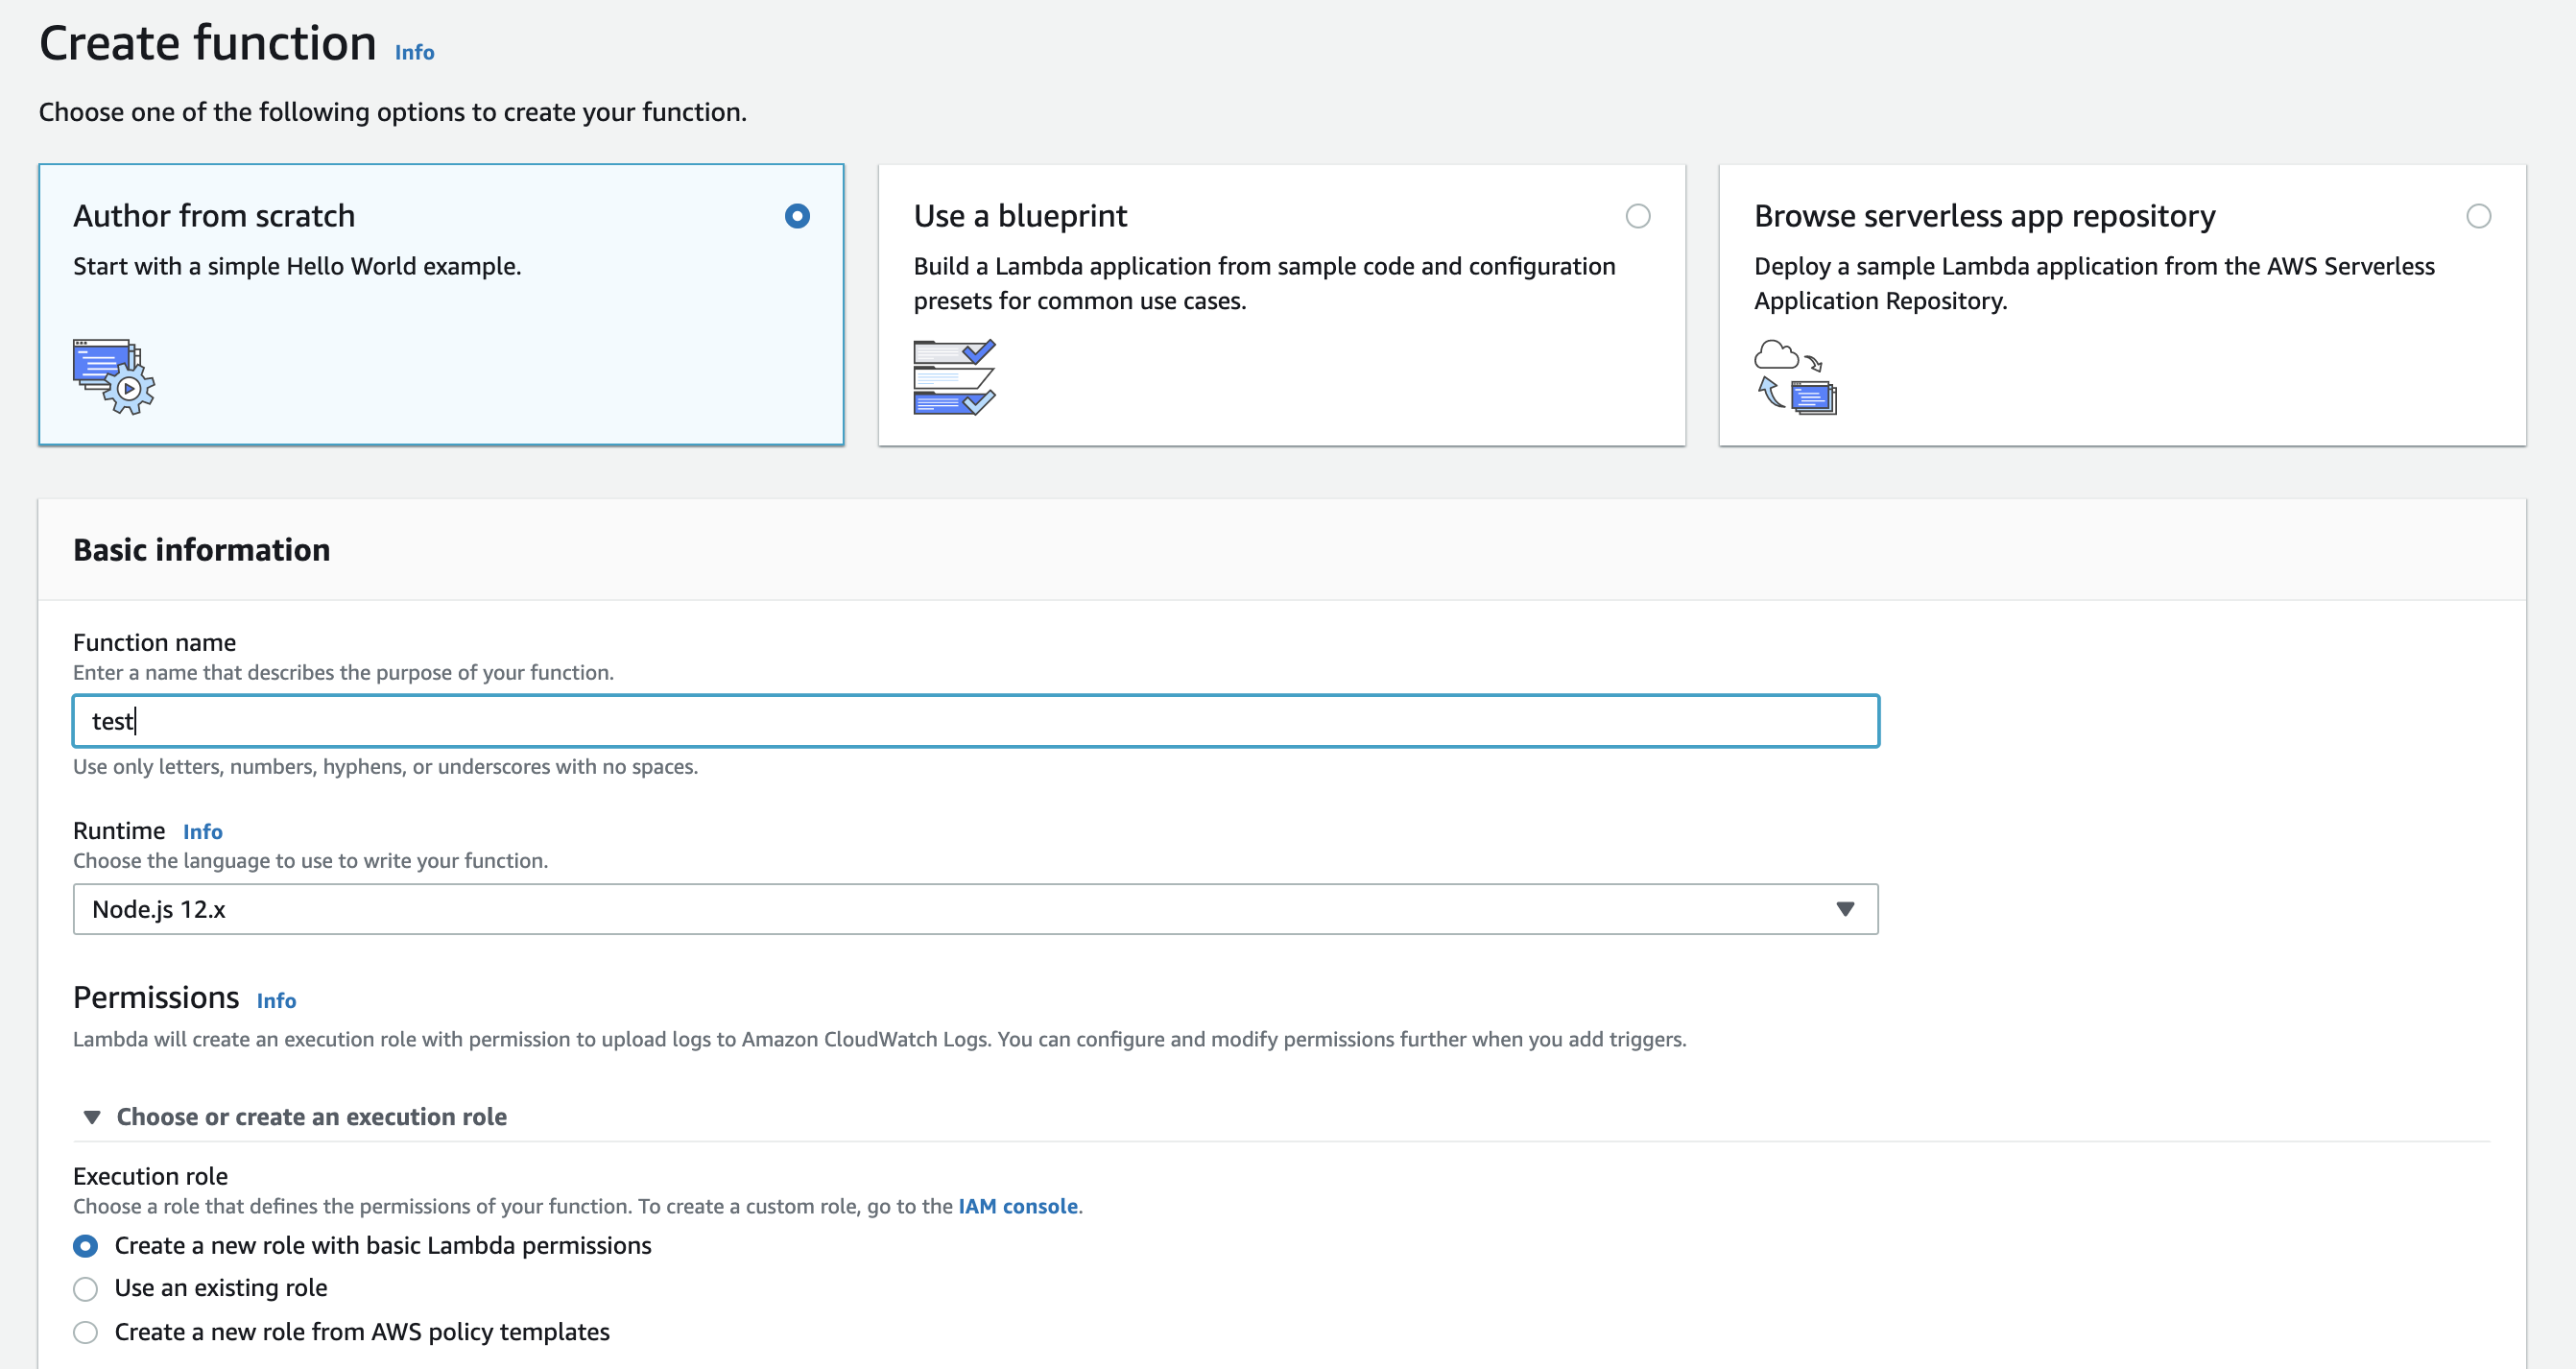 Create function Info
Choose one of the following options to create your function.
Author from scratch
Start with a simple Hello World example.
Use a blueprint
Build a Lambda application from sample code and configuration
presets for common use cases.
Browse serverless app repository
Deploy a sample Lambda application from the AWS Serverless
Application Repository.
Basic information
Function name
Enter a name that describes the purpose of your function.
test
Use only letters, numbers, hyphens, or underscores with no spaces.
Runtime Info
Choose the language to use to write your function.
Node.js 12.x
Permissions Info
Lambda will create an execution role with permission to upload logs to Amazon CloudWatch Logs. You can configure and modify permissions further when you add triggers.
Choose or create an execution role
Execution role
Choose a role that defines the permissions of your function. To create a custom role, go to the IAM console.
Create a new role with basic Lambda permissions
Use an existing role
Create a new role from AWS policy templates